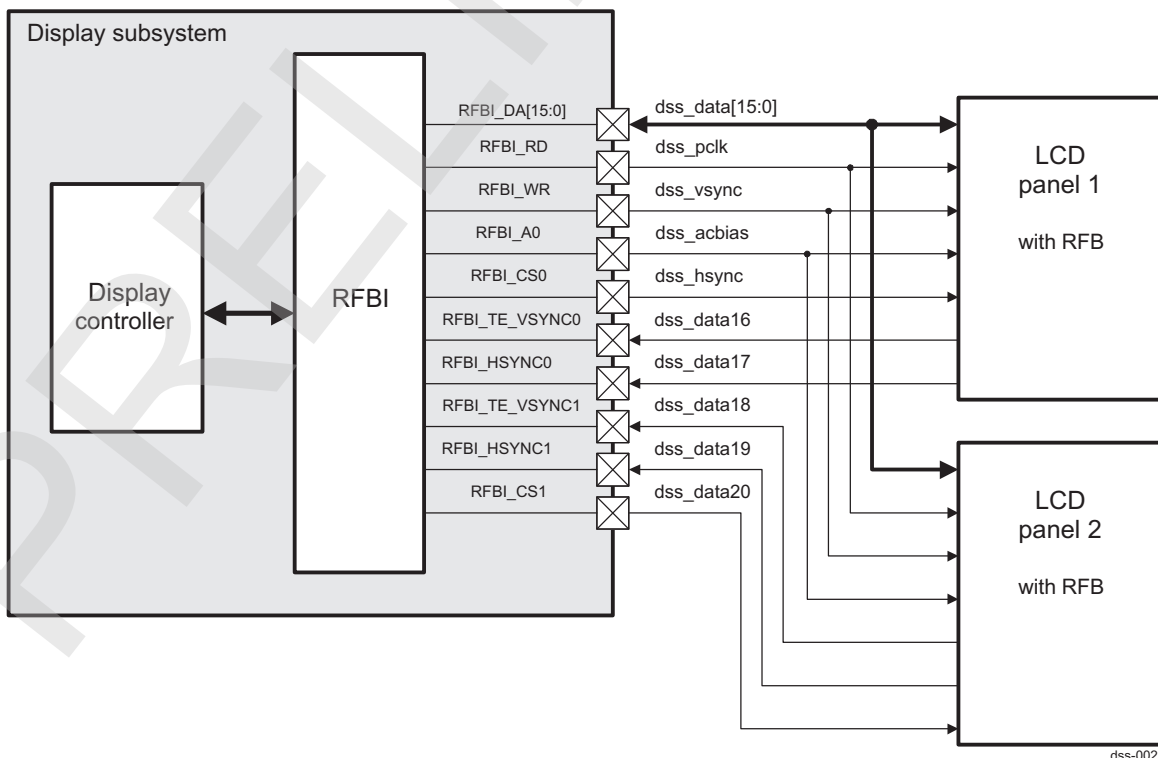 Display subsystem
RFBI_DA[15:0]
dss_data[15:0]
RFBI_RD
dss_pclk
RFBI_WR
dss_vsync
RFBI_A0
dss_acbias
RFBI_CS0
dss_hsync
RFBI_TE_VSYNC0
dss_data16
RFBI_HSYNC0
dss_data17
RFBI_TE_VSYNC1
dss_data18
RFBI_HSYNC1
dss_data19
RFBI_CS1
dss_data20
Display
controller
RFBI
LCD
panel 1
with RFB
LCD
panel 2
with RFB
dss-002
PREL